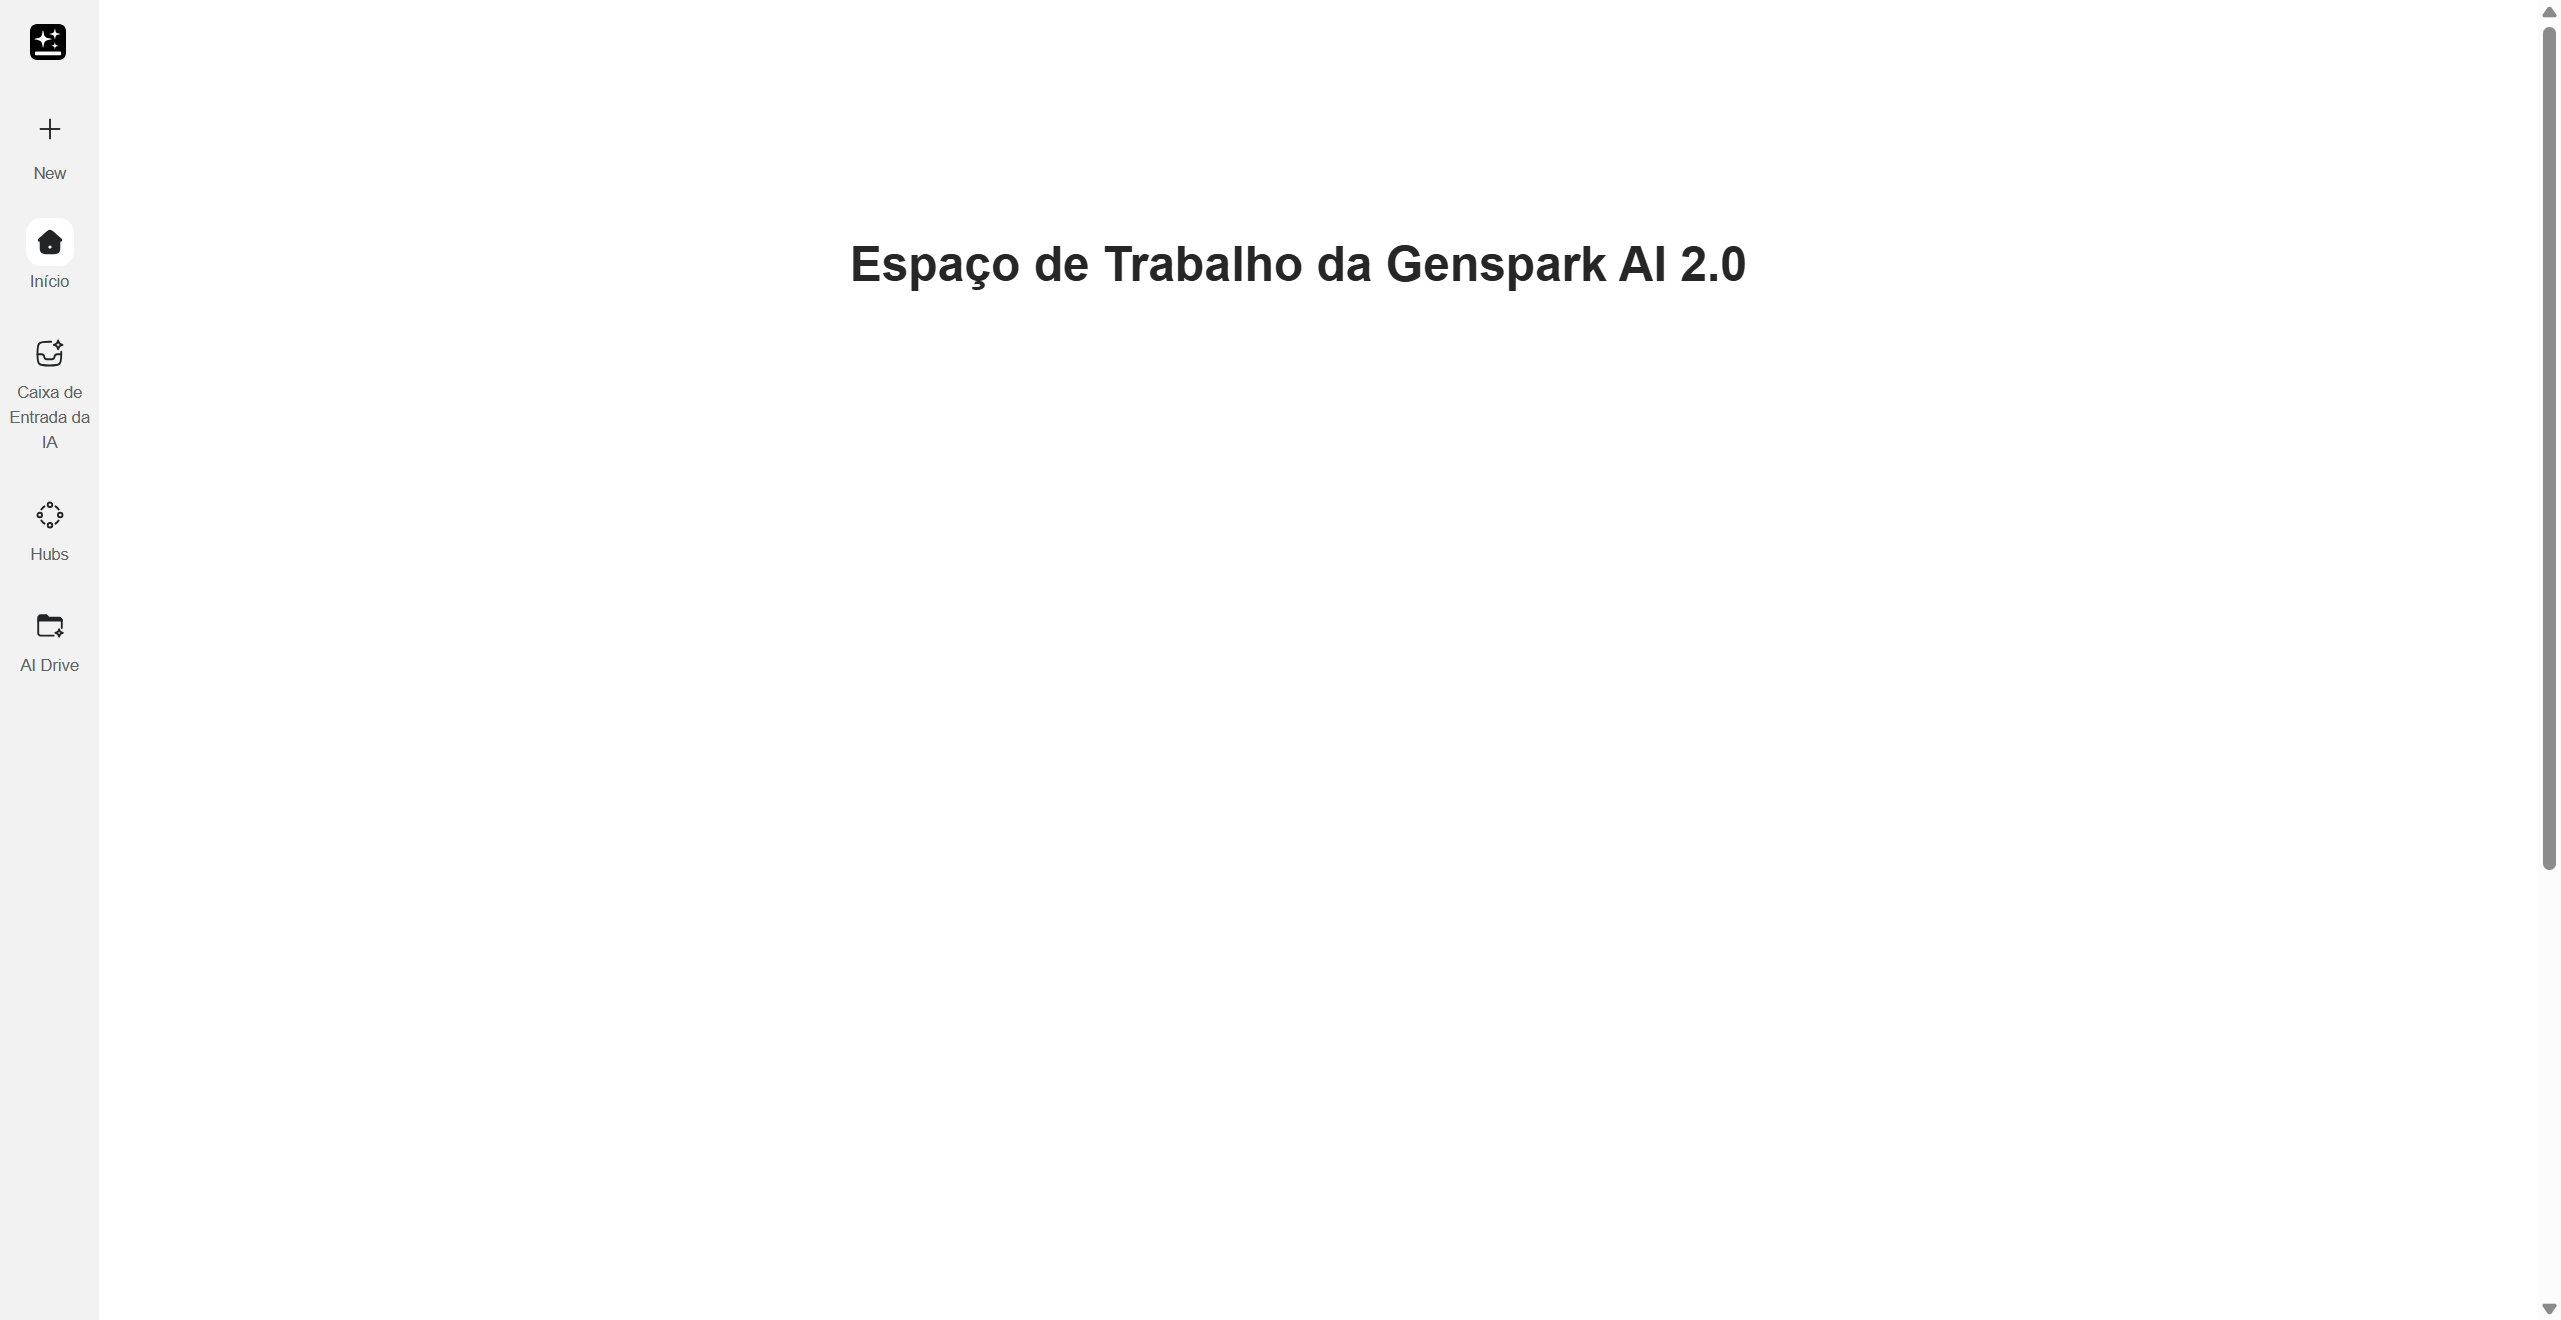 New
Início
Caixa de
Entrada da
IA
Hubs
AI Drive
Espaço de Trabalho da Genspark AI 2.0